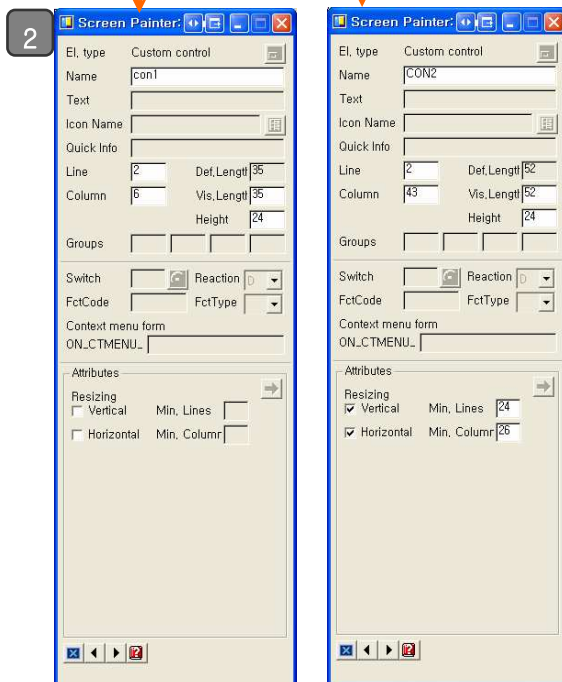 2
Screen Painter:
El. type Custom control
Name con1
Text
Icon Name
Quick Info
Line 2 Def.Length 35
Column 6 Vis.Length 35
Height 24
Groups
Switch Reaction D
FctCode FctType
Context menu form
ON_CTMENU_
Attributes
Resizing
Vertical Min. Lines
Horizontal Min. Columr
Screen Painter:
El. type Custom control
Name CON2
Text
Icon Name
Quick Info
Line 2 Def.Length 52
Column 43 Vis.Length 52
Height 24
Groups
Switch Reaction D
FctCode FctType
Context menu form
ON_CTMENU_
Attributes
Resizing
Vertical Min. Lines 24
Horizontal Min. Columr 26